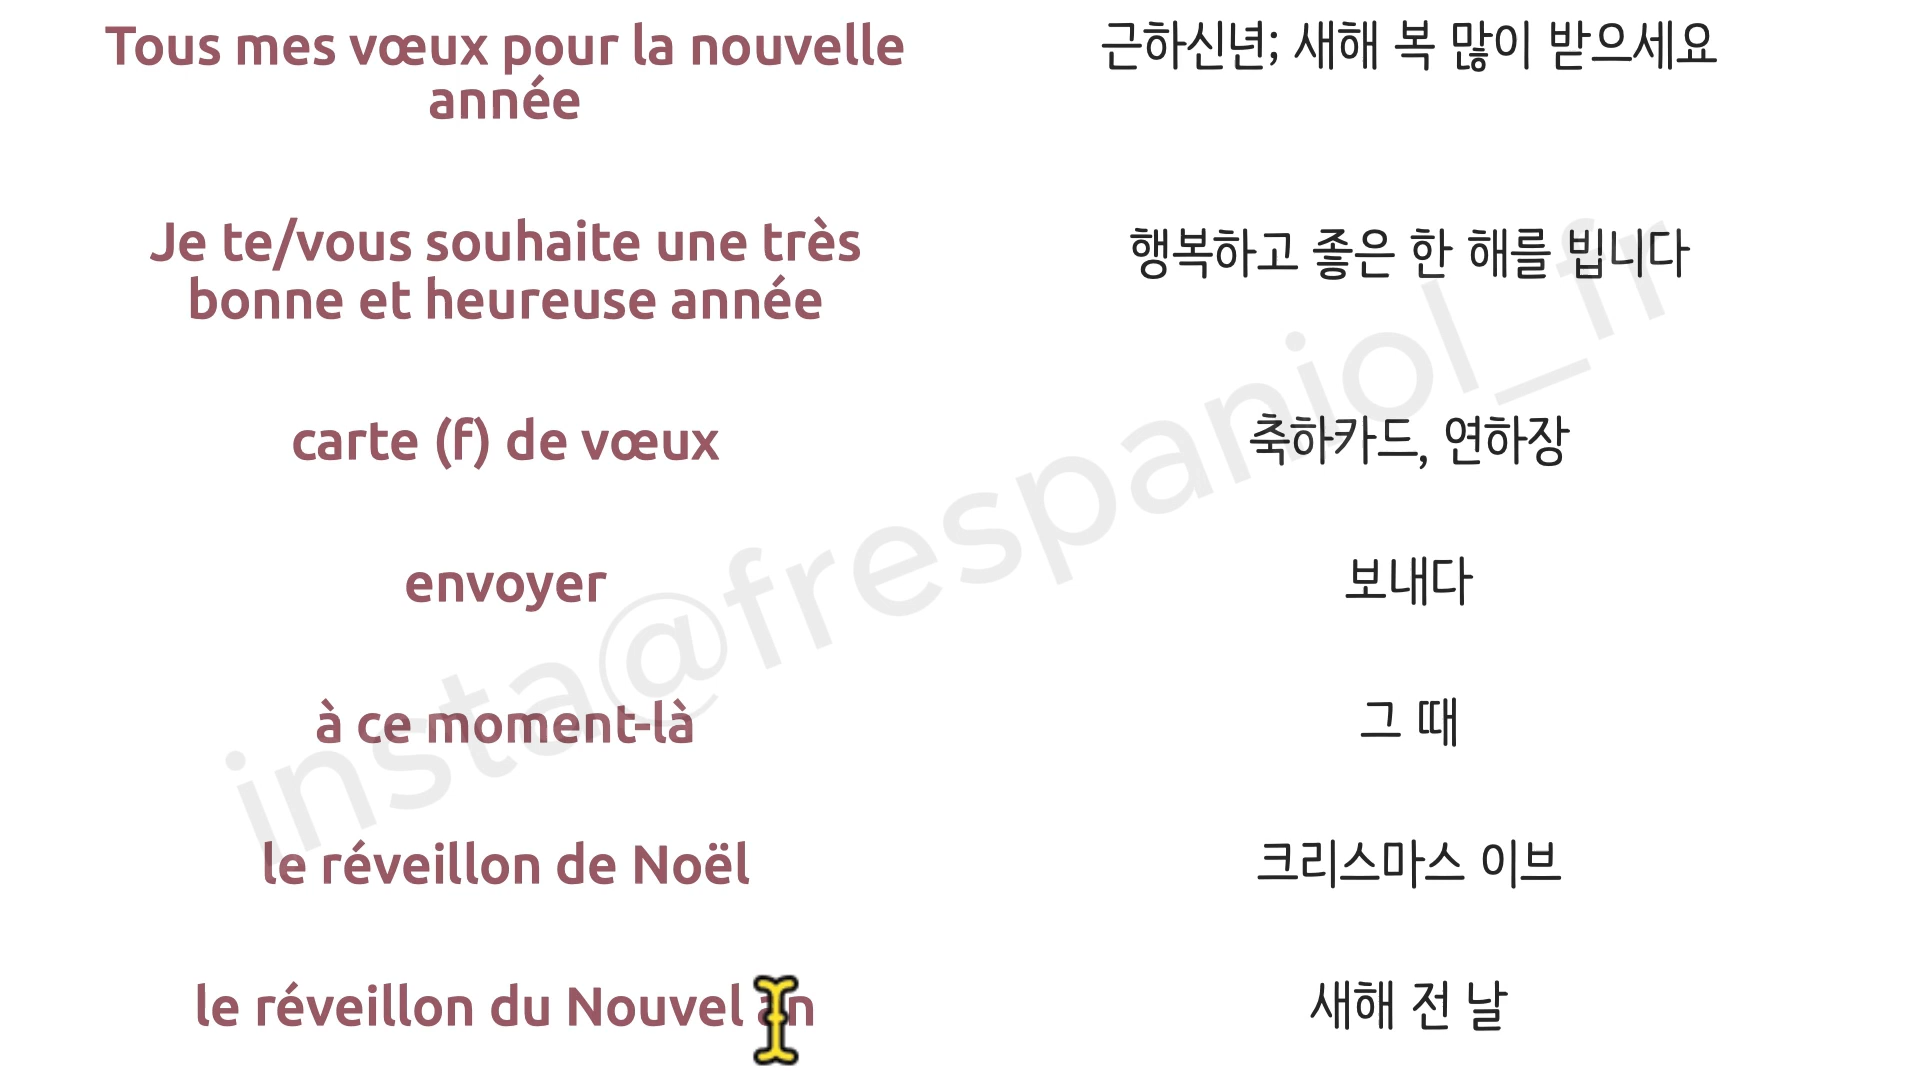 Tous mes vœux pour la nouvelle
année
근하신년; 새해 복 많이 받으세요
Je te/vous souhaite une très
bonne et heureuse année
행복하고 좋은 한 해를 빕니다
carte (f) de vœux
축하카드, 연하장
envoyer
보내다
à ce moment-là
그 때
le réveillon de Noël
크리스마스 이브
le réveillon du Nouvel an
새해 전 날
insta@frespaniol_fr